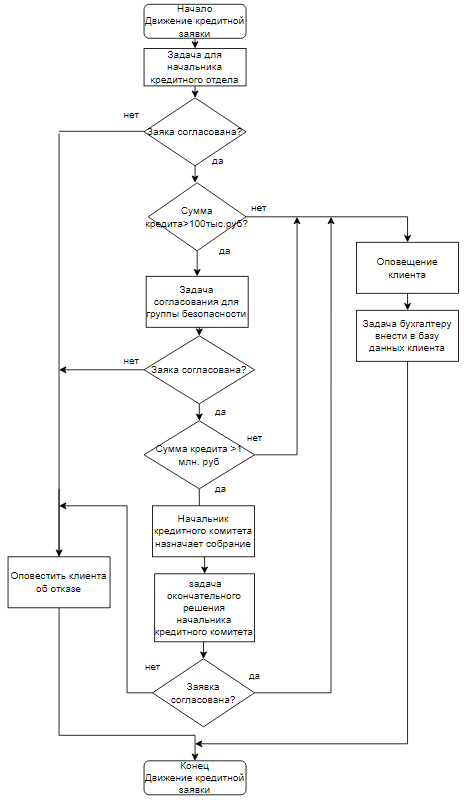 Начало
Движение кредитной
заявки
Задача для
начальника
кредитного отдела
нет
Заяка согласована?
да
Сумма
кредита>100тыс.руб?
нет
да
Оповещение
клиента
Задача
согласования для
группы безопасности
Задача бухгалтеру
внести в базу
данных клиента
нет
Заяка согласована?
да
нет
Сумма кредита >1
млн. руб
да
Начальник
кредитного комитета
назначает собрание
Оповестить клиента
об отказе
задача
окончательного
решения
начальника
кредитного комитета
нет
да
Заявка
согласована?
Конец
Движение кредитной
заявки